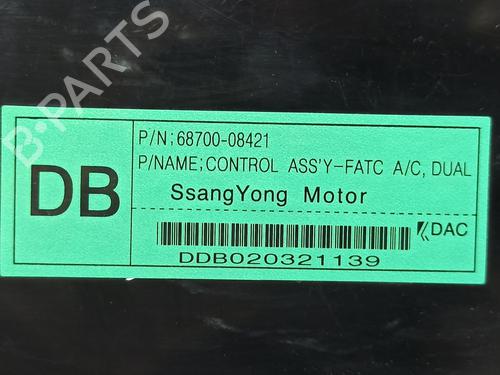 B-PARTS
DB
P/N;68700-08421
P/NAME;CONTROL ASS'Y-FATC A/C, DUAL
SsangYong Motor
DAC
DDB020321139